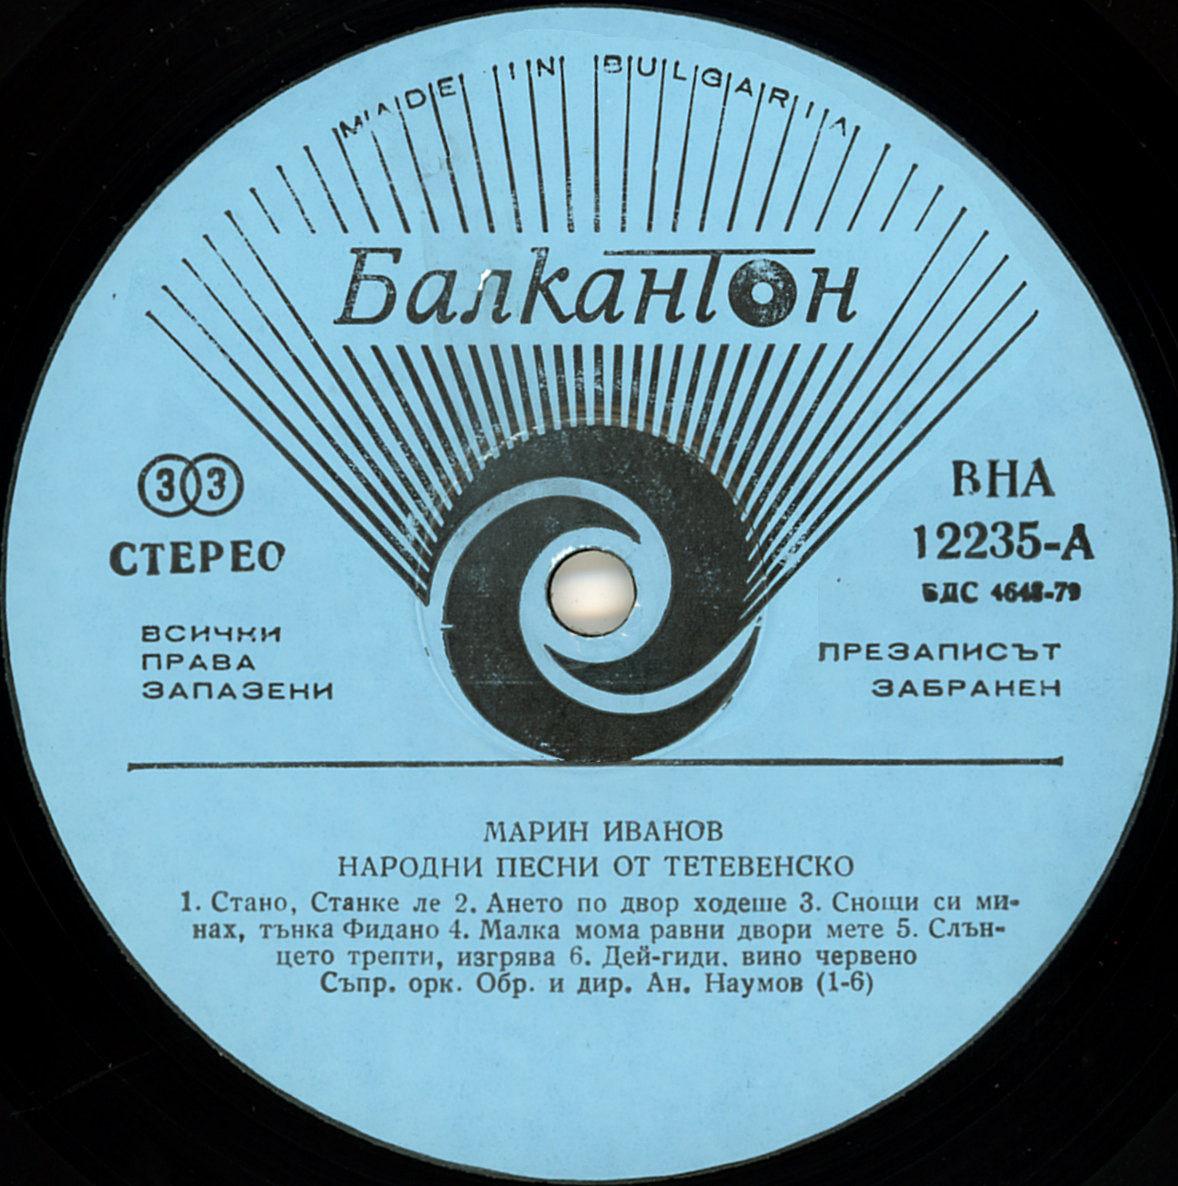 MADE IN BULGARIA
Балкантон
33
СТЕРЕО
ВНА
12235-А
БДС 4648-79
ВСИЧКИ
ПРАВА
ЗАПАЗЕНИ
ПРЕЗАПИСЪТ
ЗАБРАНЕН
МАРИН ИВАНОВ
НАРОДНИ ПЕСНИ ОТ ТЕТЕВЕНСКО
1. Стано, Станке ле 2. Ането по двор ходеше 3. Снощи си ми-
нах, тънка Фидано 4. Малка мома равни двори мете 5. Слън-
цето трепти, изгрява 6. Дей-гиди. вино червено
Съпр. орк. Обр. и дир. Ан. Наумов (1-6)